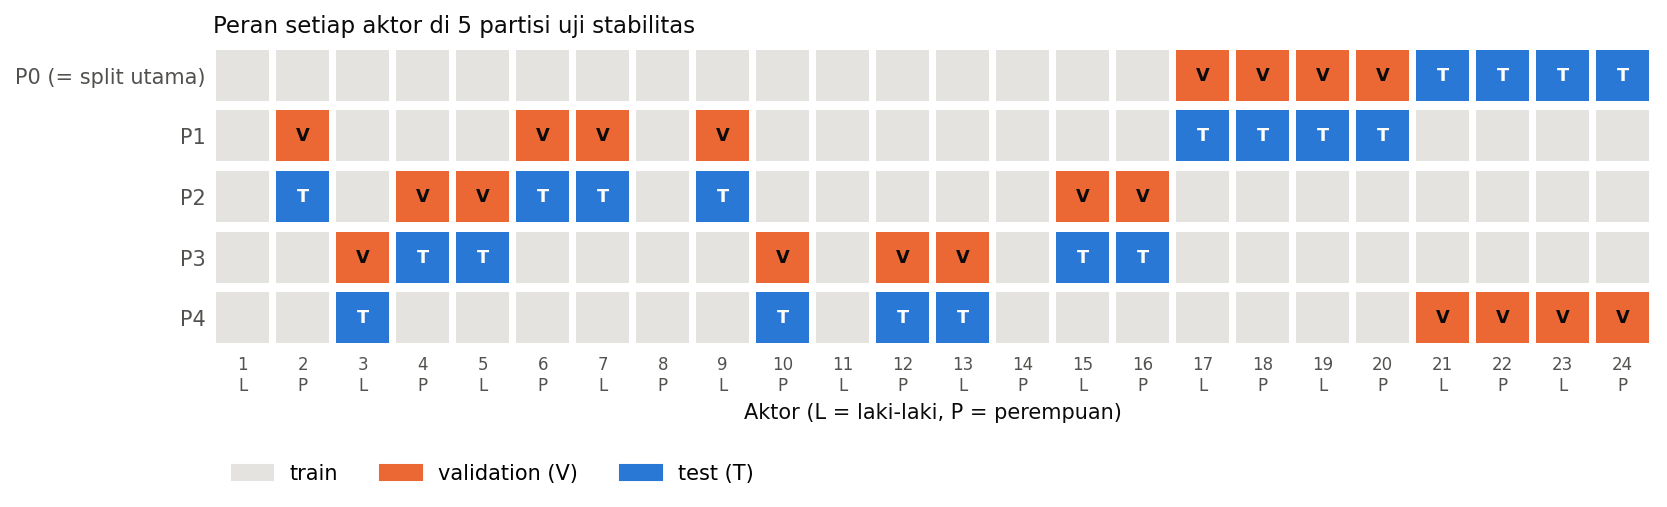 Peran setiap aktor di 5 partisi uji stabilitas
P0 (= split utama) V V V V T T T T
P1 V V V V T T T T
P2 T V V T T T V V
P3 V T T V V V T T
P4 T T T T V V V V
1 2 3 4 5 6 7 8 9 10 11 12 13 14 15 16 17 18 19 20 21 22 23 24
L P L P L P L P L P L P L P L P L P L P L P L P
Aktor (L = laki-laki, P = perempuan)
train validation (V) test (T)